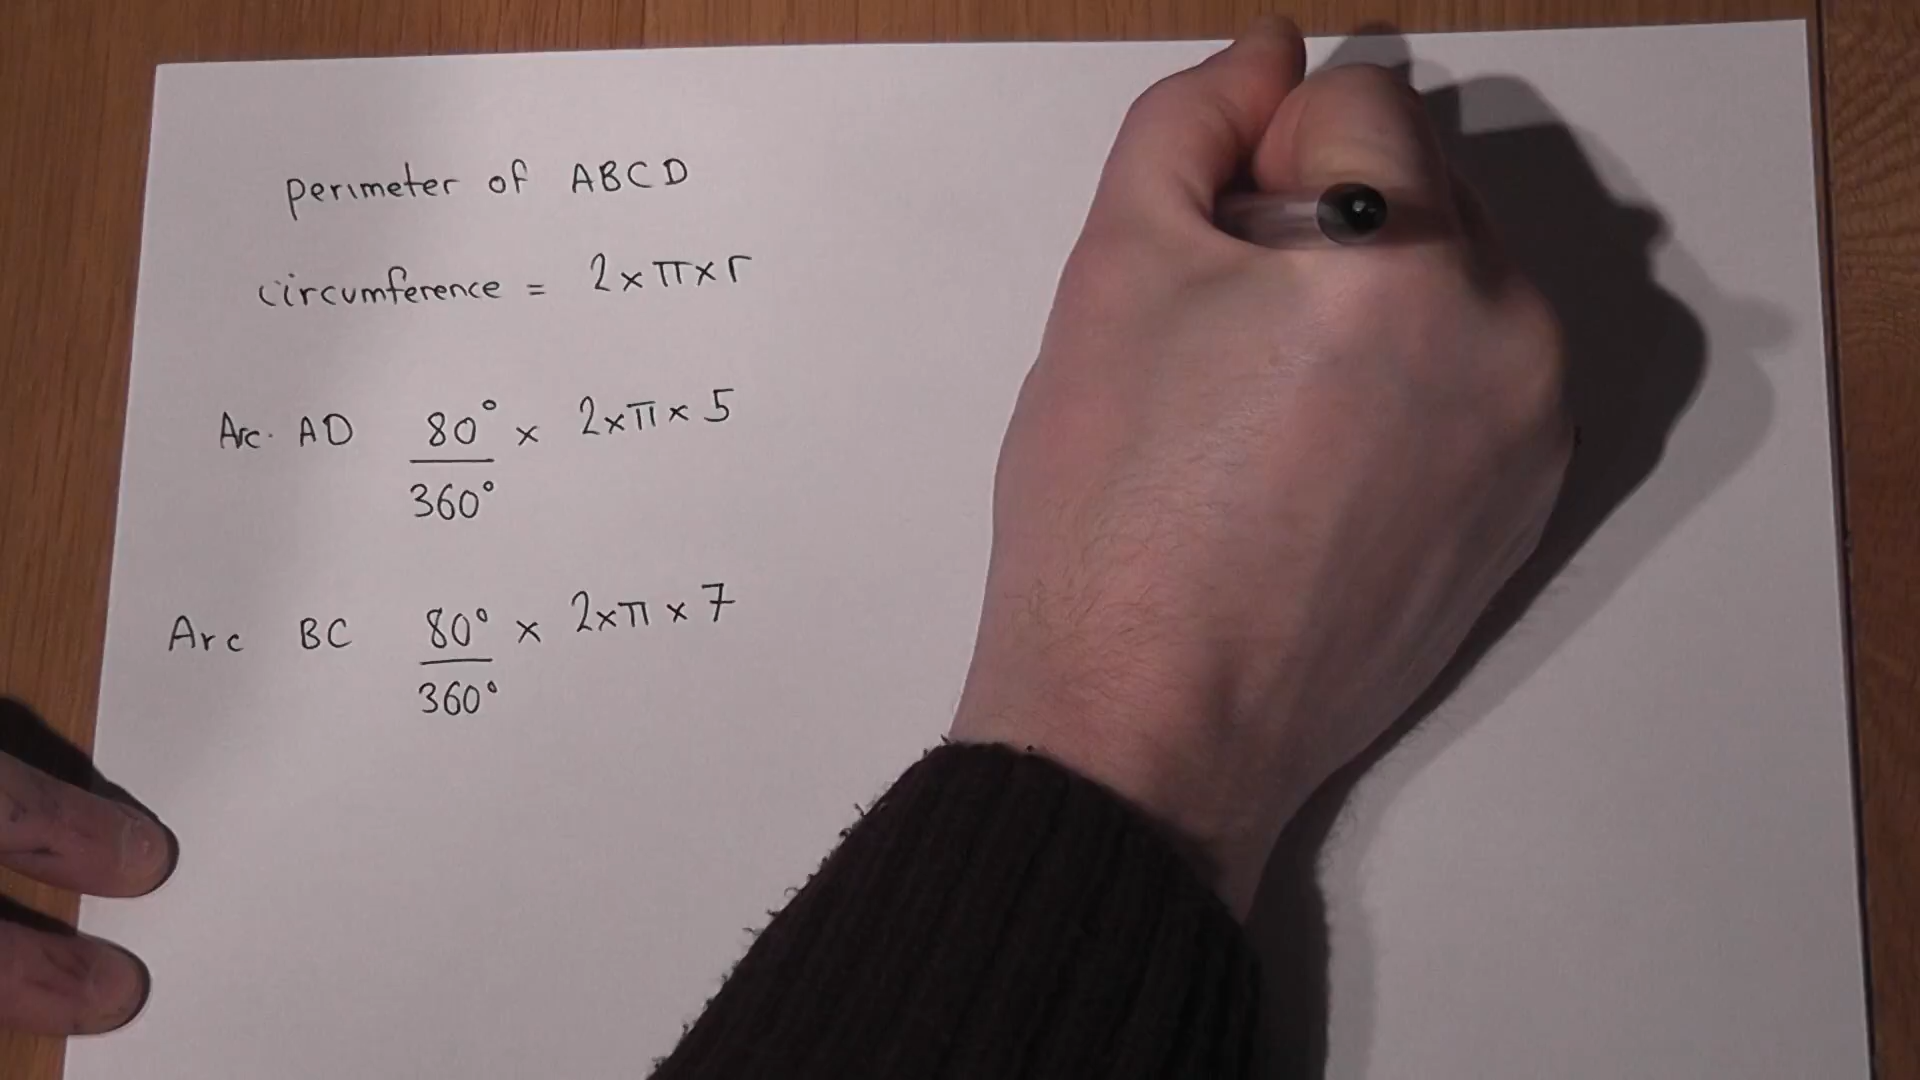 perimeter of ABCD
circumference = 2 × π × r
Arc. AD 80° × 2×π × 5
360°
Arc BC 80° × 2×π × 7
360°